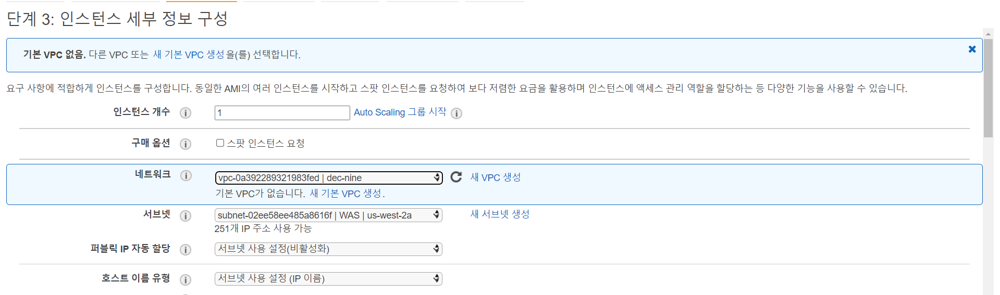 단계 3: 인스턴스 세부 정보 구성
기본 VPC 없음. 다른 VPC 또는 새 기본 VPC 생성을(를) 선택합니다.
요구 사항에 적합하게 인스턴스를 구성합니다. 동일한 AMI의 여러 인스턴스를 시작하고 스팟 인스턴스를 요청하여 보다 저렴한 요금을 활용하며 인스턴스에 액세스 관리 역할을 할당하는 등 다양한 기능을 사용할 수 있습니다.
인스턴스 개수 1 Auto Scaling 그룹 시작
구매 옵션 스팟 인스턴스 요청
네트워크 vpc-0a392289321983fed | dec-nine 새 VPC 생성
기본 VPC가 없습니다. 새 기본 VPC 생성.
서브넷 subnet-02ee58ee485a8616f | WAS | us-west-2a 새 서브넷 생성
251개 IP 주소 사용 가능
퍼블릭 IP 자동 할당 서브넷 사용 설정(비활성화)
호스트 이름 유형 서브넷 사용 설정 (IP 이름)